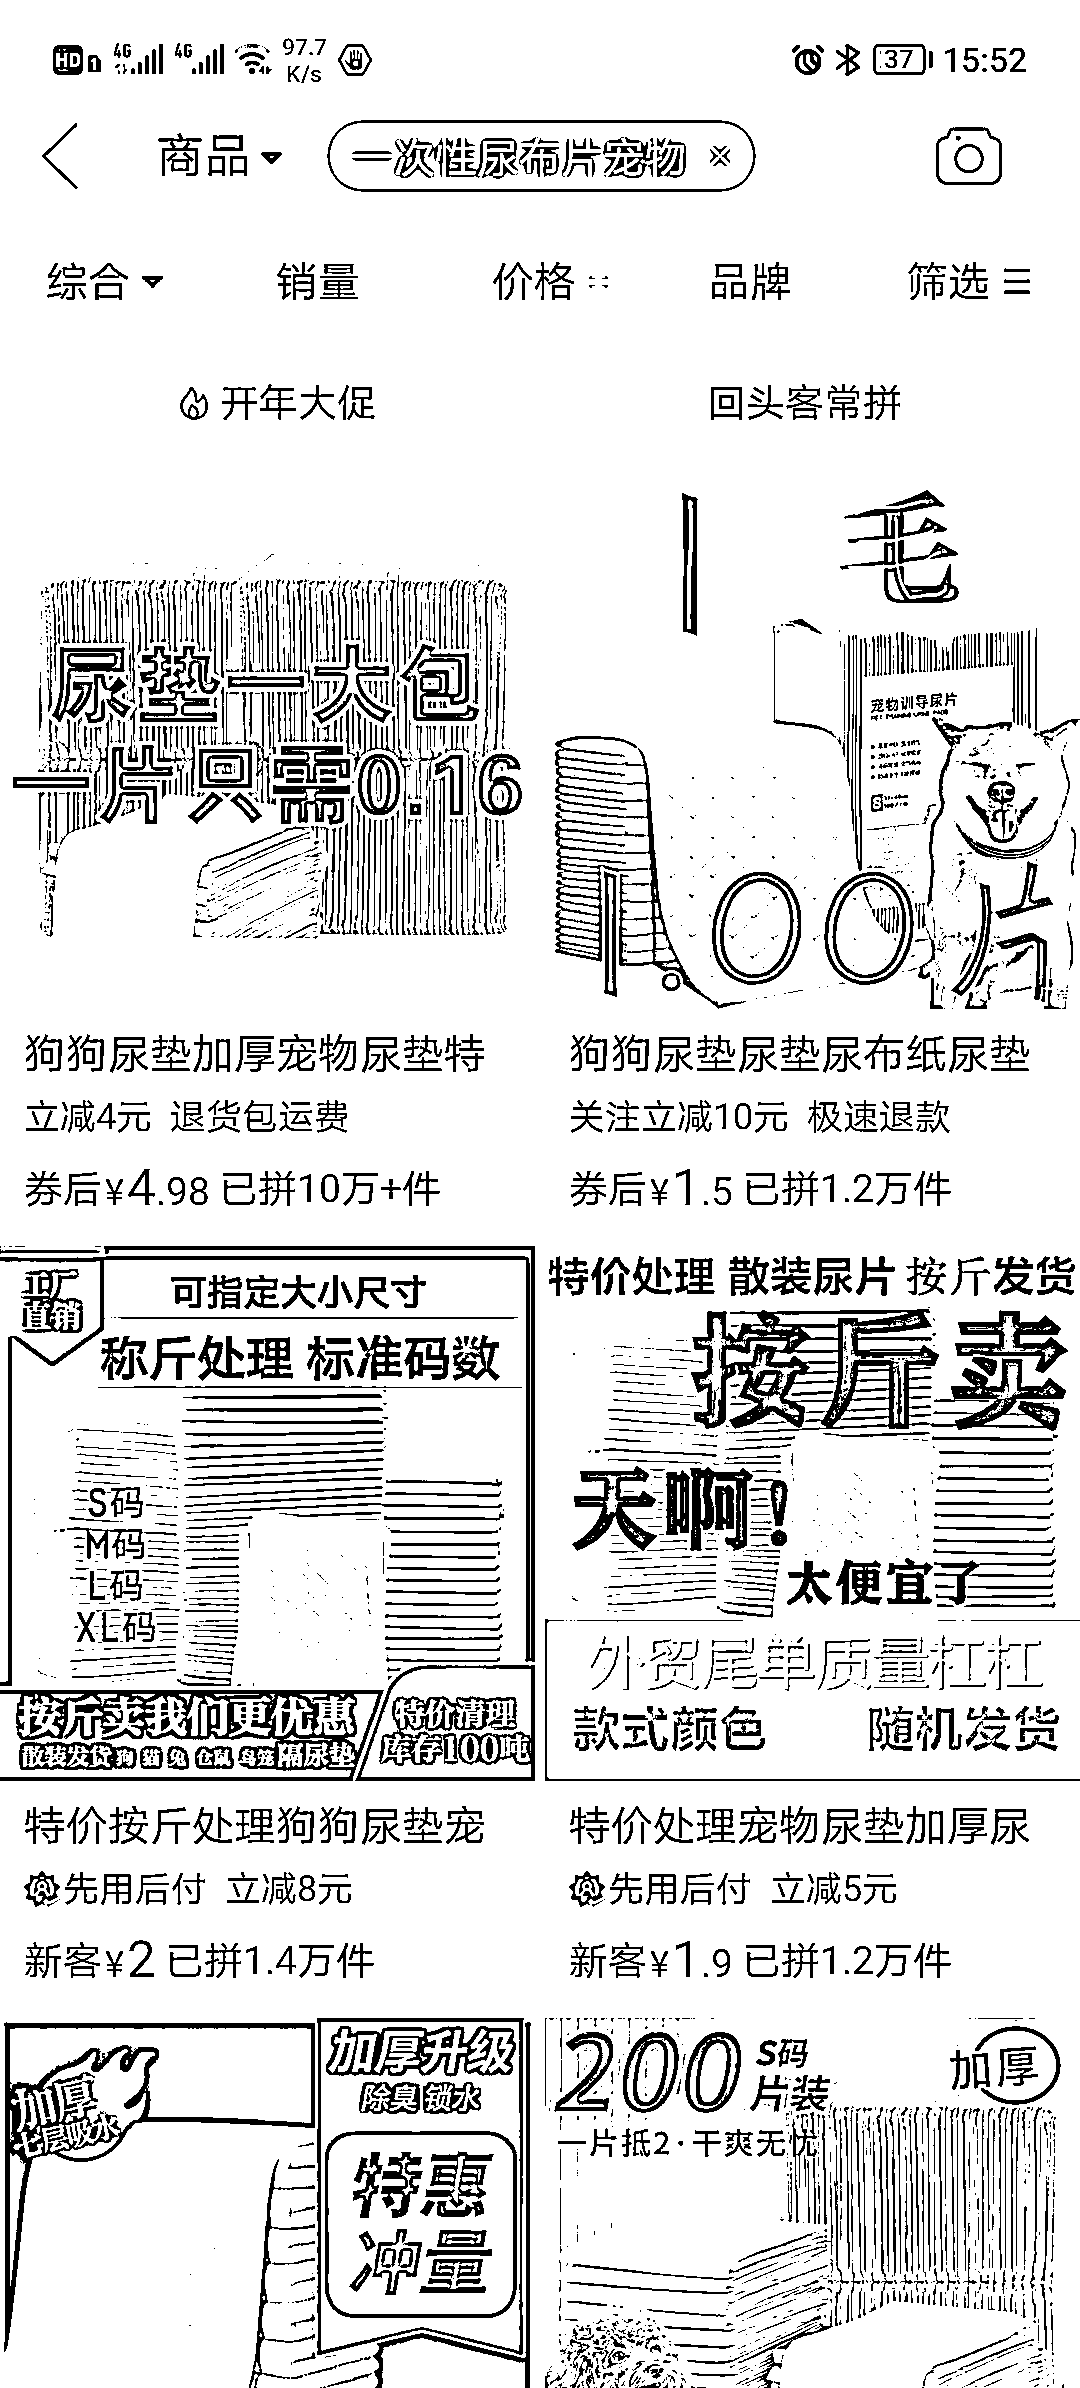 HD 4G 4G 97.7 K/s 37 15:52
商品 一次性尿布片宠物
综合 销量 价格 品牌 筛选
开年大促 回头客常拼
尿垫一大包
一片只需0.16
1毛
宠物训导尿片
S
100片
狗狗尿垫加厚宠物尿垫特
立减4元 退货包运费
券后¥4.98 已拼10万+件
狗狗尿垫尿垫尿布纸尿垫
关注立减10元 极速退款
券后¥1.5 已拼1.2万件
工厂
直销
可指定大小尺寸
称斤处理 标准码数
S码
M码
L码
XL码
按斤卖我们更优惠
散装发货狗 猫 兔 仓鼠 鸟笼隔尿垫
特价清理
库存100吨
特价处理 散装尿片 按斤发货
按斤卖
天啊!
太便宜了
外贸尾单质量杠杠
款式颜色 随机发货
特价按斤处理狗狗尿垫宠
先用后付 立减8元
新客¥2 已拼1.4万件
特价处理宠物尿垫加厚尿
先用后付 立减5元
新客¥1.9 已拼1.2万件
加厚
七层吸水
加厚升级
除臭 锁水
特惠
冲量
200 S码
片装
加厚
一片抵2·干爽无忧